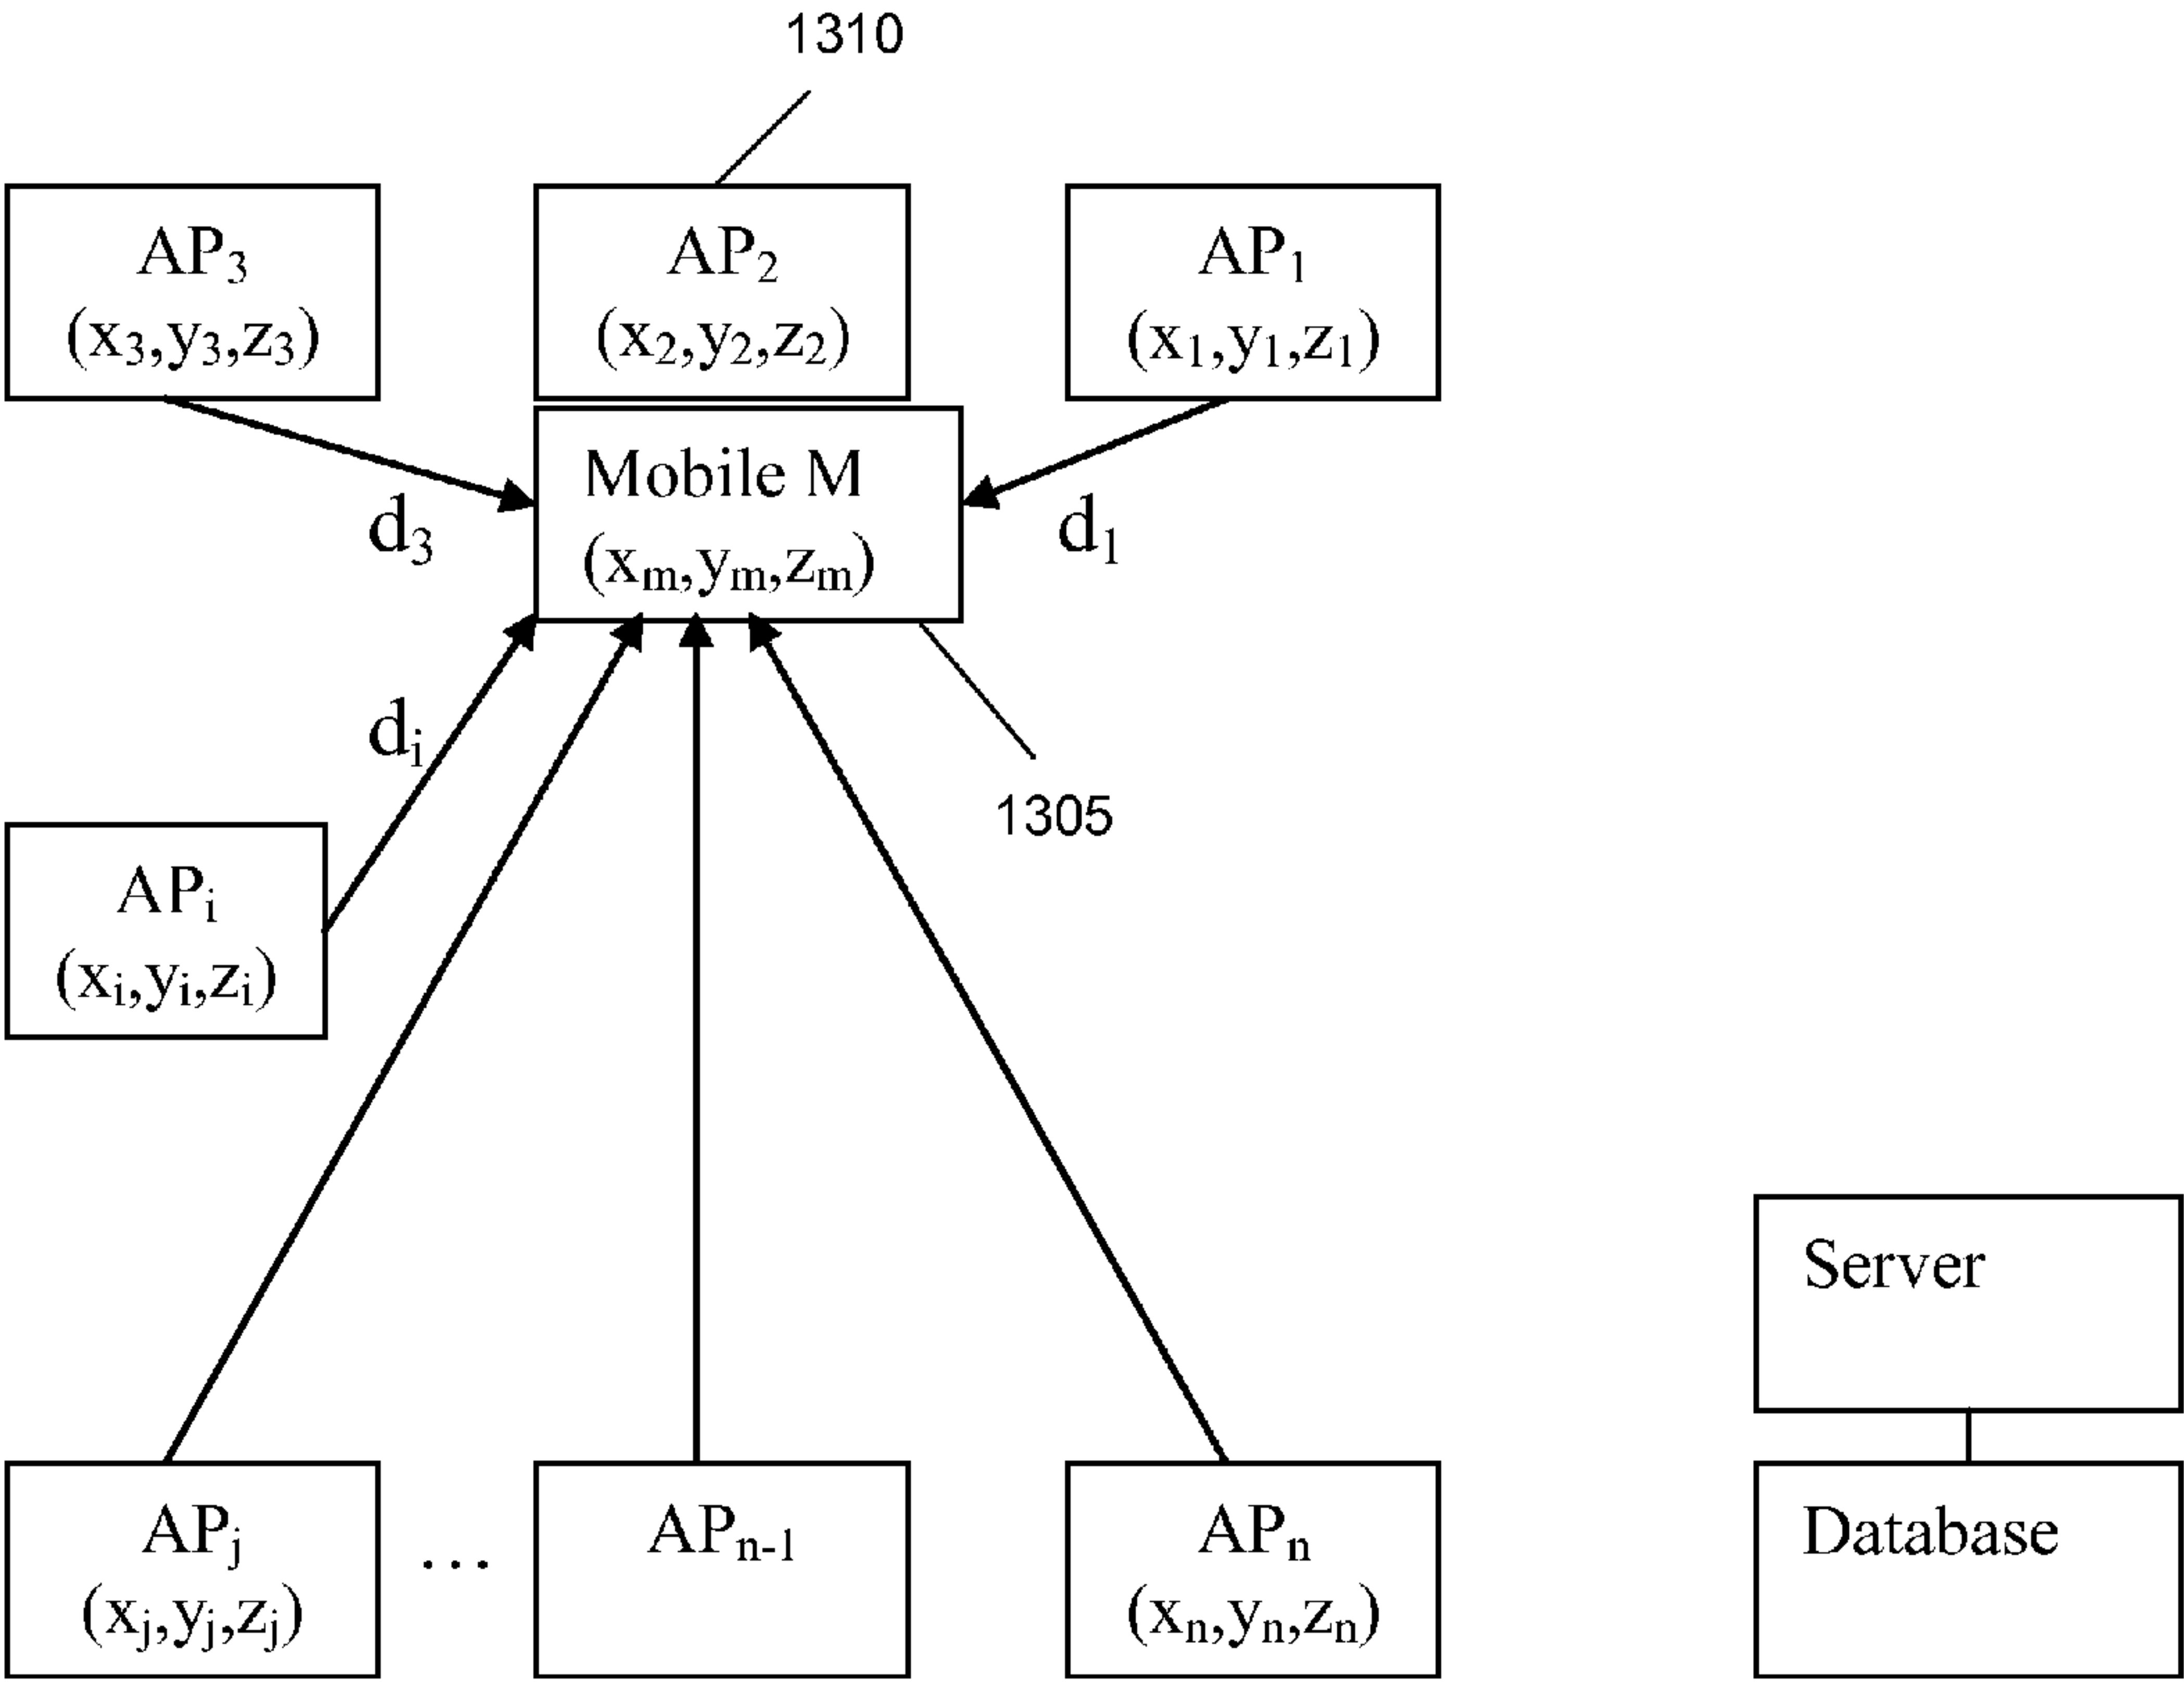 1310
AP₃
(x₃,y₃,z₃)
AP₂
(x₂,y₂,z₂)
AP₁
(x₁,y₁,z₁)
Mobile M
(xₘ,yₘ,zₘ)
d₃
d₁
dᵢ
1305
APᵢ
(xᵢ,yᵢ,zᵢ)
Server
APⱼ
(xⱼ,yⱼ,zⱼ)
...
APₙ₋₁
APₙ
(xₙ,yₙ,zₙ)
Database